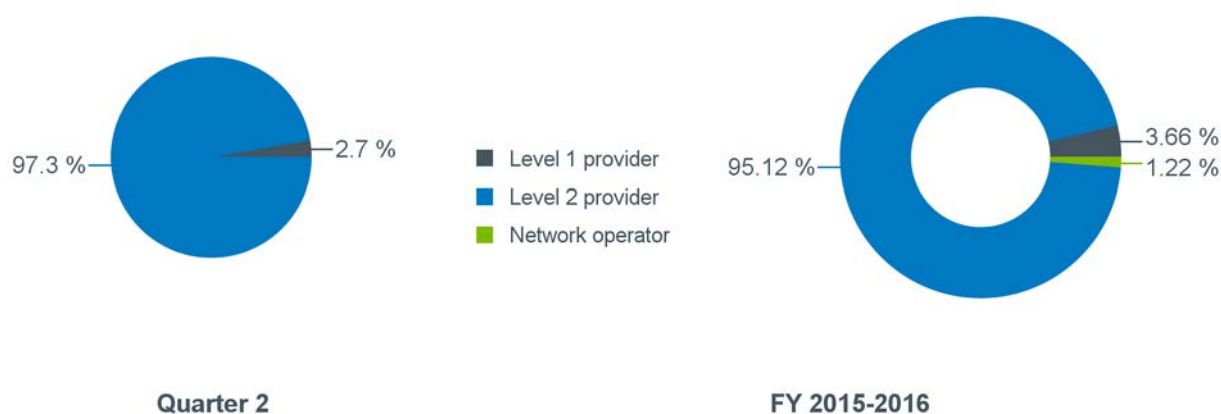 97.3 %
2.7 %
Level 1 provider
Level 2 provider
Network operator
95.12 %
3.66 %
1.22 %
Quarter 2
FY 2015-2016